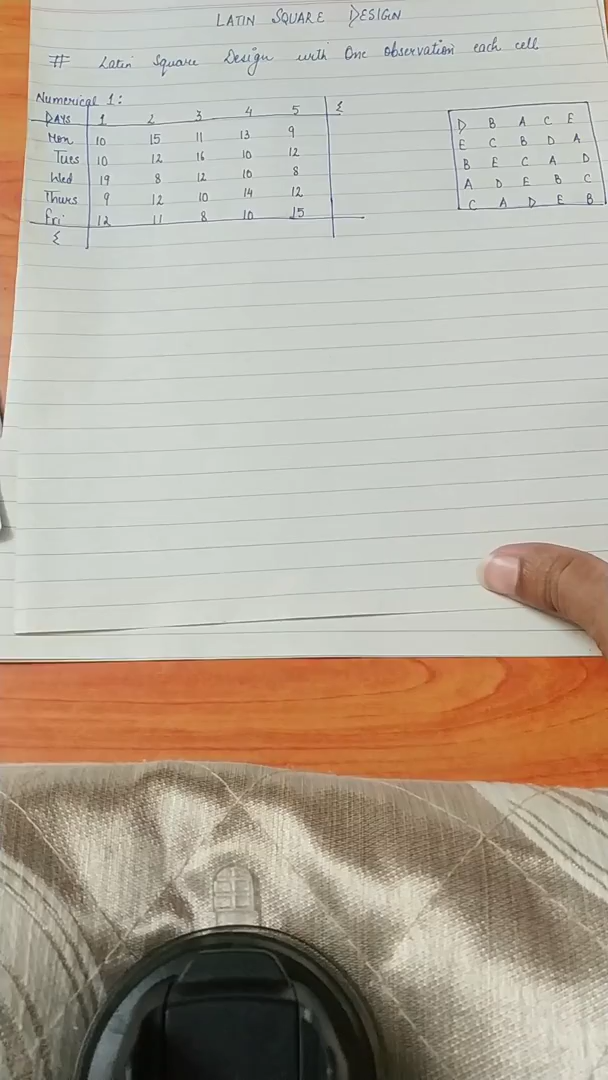 LATIN SQUARE DESIGN
# Latin Square Design with One observation each cell
Numerical 1:
DAYS 1 2 3 4 5 Σ
Mon 10 15 11 13 9
Tues 10 12 16 10 12
Wed 19 8 12 10 8
Thurs 9 12 10 14 12
Fri 12 11 8 10 15
Σ
D B A C E
E C B D A
B E C A D
A D E B C
C A D E B